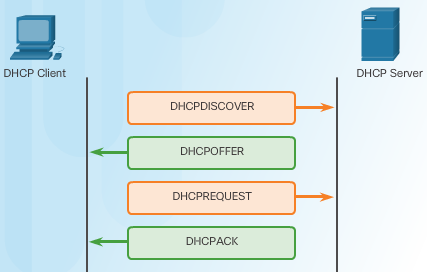 DHCP Client
DHCP Server
DHCPDISCOVER
DHCPOFFER
DHCPREQUEST
DHCPACK